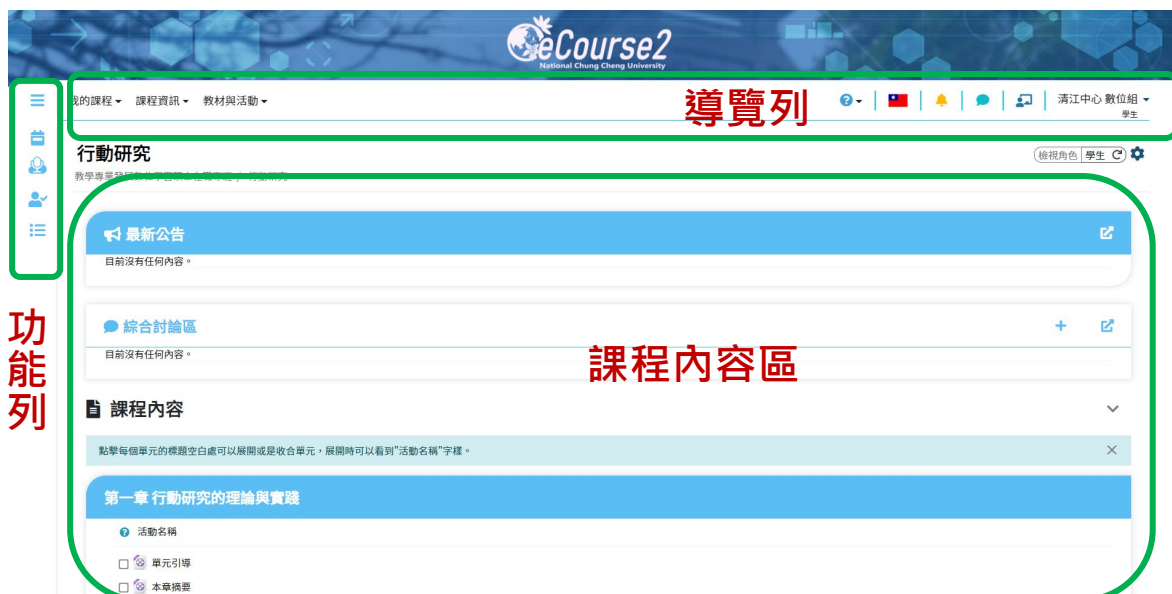 eCourse2
National Chung Cheng University
我的課程 課程資訊 教材與活動
導覽列
清江中心 數位組
學生
行動研究
檢視角色 學生
最新公告
目前沒有任何內容。
綜合討論區
目前沒有任何內容。
功能列
課程內容區
課程內容
點擊每個單元的標題空白處可以展開或是收合單元,展開時可以看到"活動名稱"字樣。
第一章 行動研究的理論與實踐
活動名稱
單元引導
本章摘要